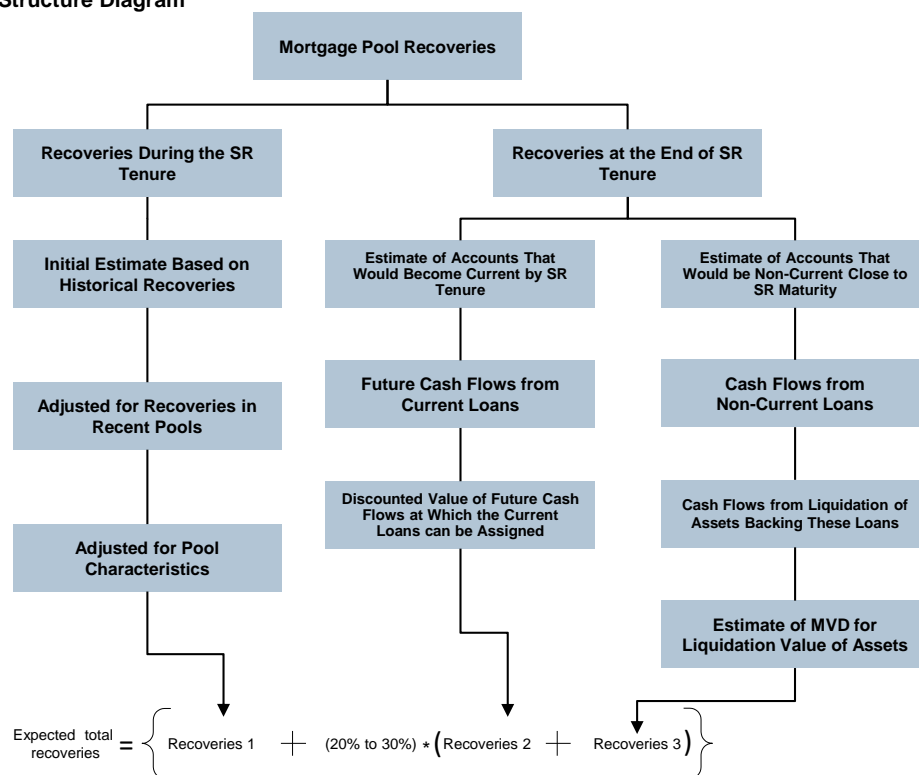 Structure Diagram
Mortgage Pool Recoveries
Recoveries During the SR
Tenure
Recoveries at the End of SR
Tenure
Initial Estimate Based on
Historical Recoveries
Estimate of Accounts That
Would Become Current by SR
Tenure
Estimate of Accounts That
Would be Non-Current Close to
SR Maturity
Adjusted for Recoveries in
Recent Pools
Future Cash Flows from
Current Loans
Cash Flows from
Non-Current Loans
Adjusted for Pool
Characteristics
Discounted Value of Future Cash
Flows at Which the Current
Loans can be Assigned
Cash Flows from Liquidation of
Assets Backing These Loans
Estimate of MVD for
Liquidation Value of Assets
Expected total
recoveries
= { Recoveries 1 + (20% to 30%) * ( Recoveries 2 + Recoveries 3 ) }